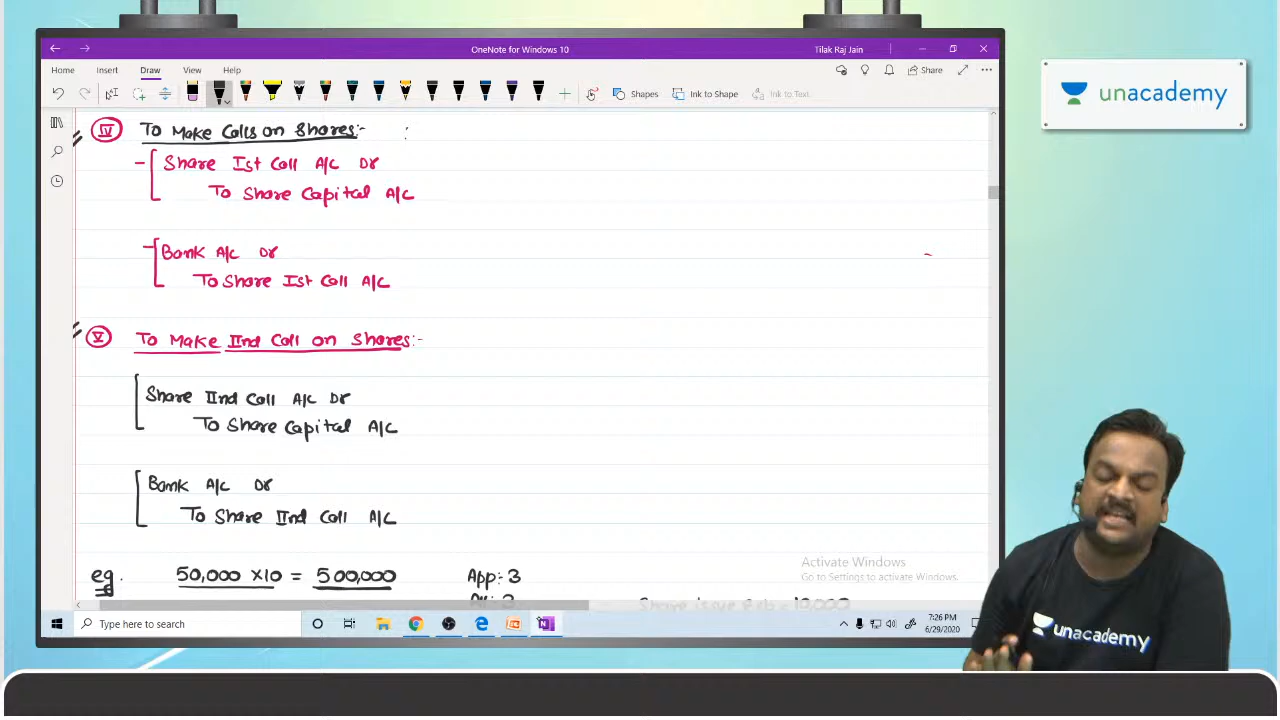 OneNote for Windows 10
Tilak Raj Jain
Home Insert Draw View Help
Share
Shapes
Ink to Shape
Ink to Text
unacademy
IV To Make Calls on Shares:-
Share Ist Call A/c Dr
To Share Capital A/c
Bank A/c Dr
To Share Ist Call A/c
V To Make IInd Call on Shares:-
Share IInd Call A/c Dr
To Share Capital A/c
Bank A/c Dr
To Share IInd Call A/c
eg. 50,000 ×10 = 500,000
App:- 3
Activate Windows
Go to Settings to activate Windows.
Type here to search
7:26 PM
6/29/2020
unacademy